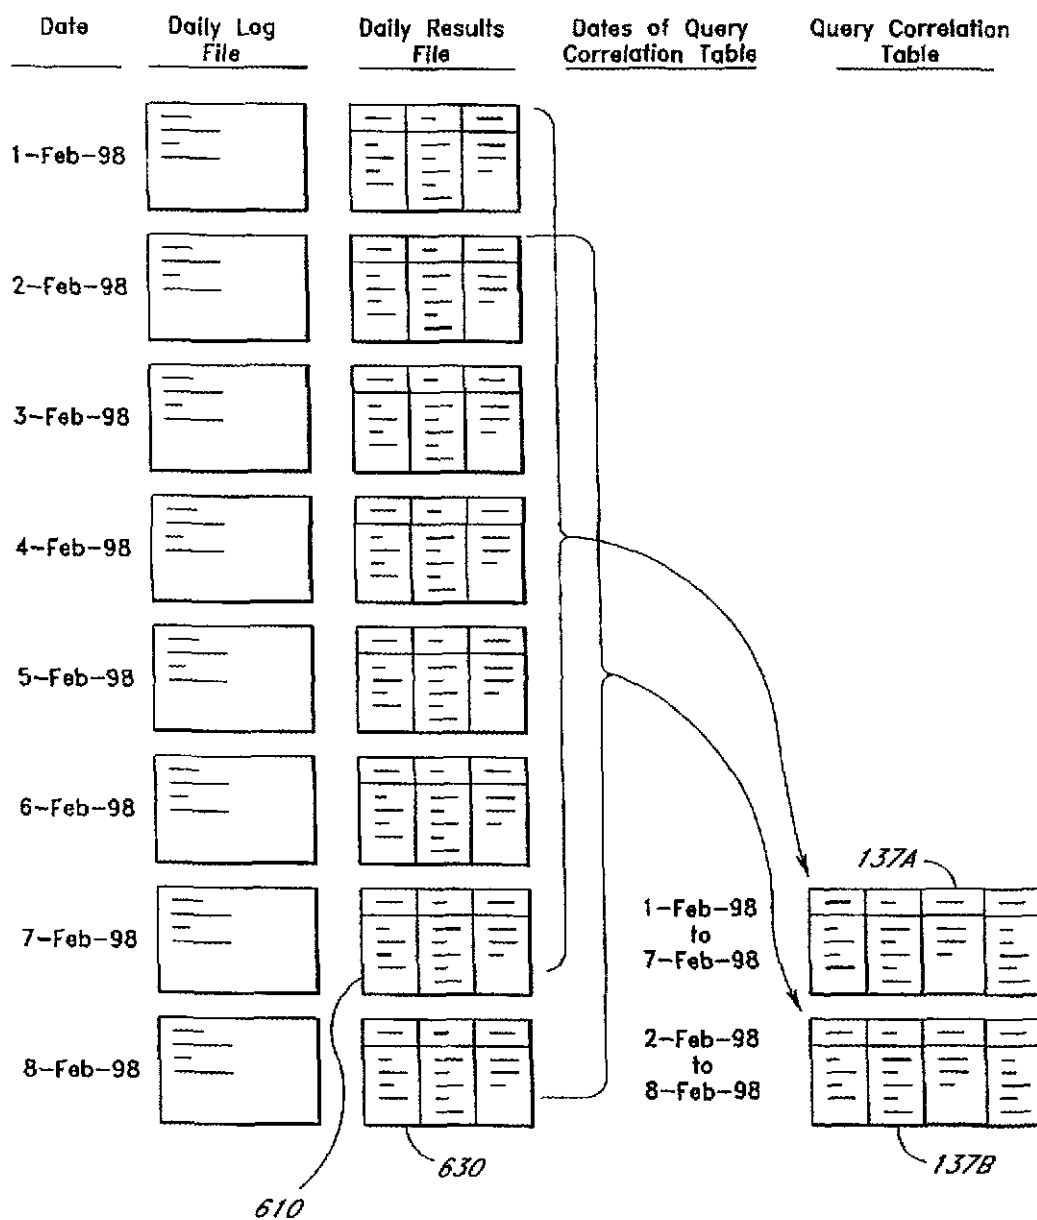 Date
Daily Log
File
Daily Results
File
Dates of Query
Correlation Table
Query Correlation
Table
1-Feb-98
2-Feb-98
3-Feb-98
4-Feb-98
5-Feb-98
6-Feb-98
7-Feb-98
8-Feb-98
137A
1-Feb-98
to
7-Feb-98
2-Feb-98
to
8-Feb-98
137B
630
610